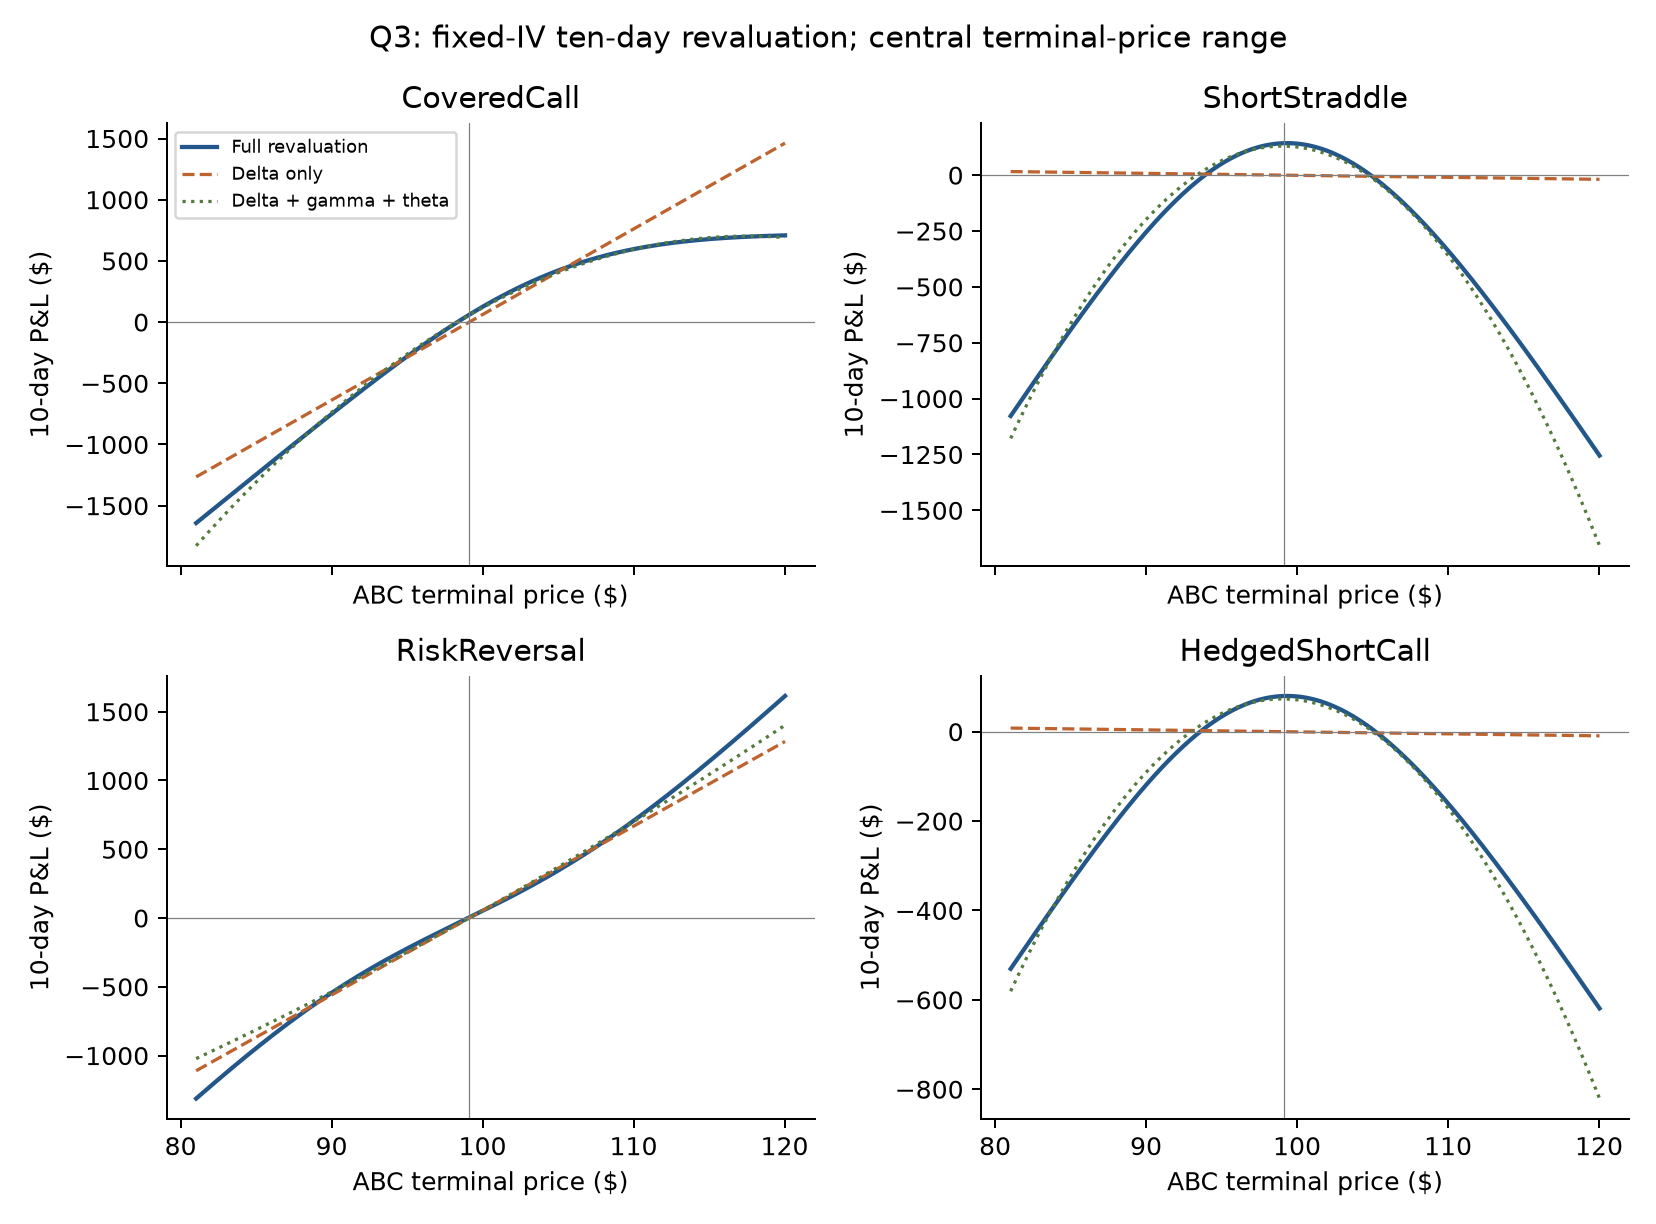 Q3: fixed-IV ten-day revaluation; central terminal-price range
CoveredCall
Full revaluation
Delta only
Delta + gamma + theta
1500
1000
500
0
−500
−1000
−1500
10-day P&L ($)
ABC terminal price ($)
ShortStraddle
0
−250
−500
−750
−1000
−1250
−1500
10-day P&L ($)
ABC terminal price ($)
RiskReversal
1500
1000
500
0
−500
−1000
10-day P&L ($)
80 90 100 110 120
ABC terminal price ($)
HedgedShortCall
0
−200
−400
−600
−800
10-day P&L ($)
80 90 100 110 120
ABC terminal price ($)